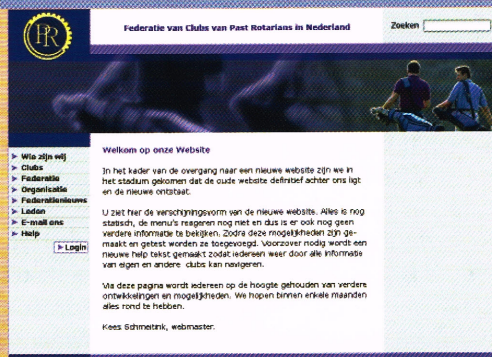 PR
Federatie van Clubs van Past Rotarians in Nederland
Zoeken
Wie zijn wij
Clubs
Federatie
Organisatie
Federatienieuws
Leden
E-mail ons
Help
Login
Welkom op onze Website
In het kader van de overgang naar een nieuwe website zijn we in
het stadium gekomen dat de oude website definitief achter ons ligt
en de nieuwe ontstaat.
U ziet hier de verschijningsvorm van de nieuwe website. Alles is nog
statisch, de menu's reageren nog niet en dus is er ook nog geen
verdere informatie te bekijken. Zodra deze mogelijkheden zijn ge-
maakt en getest worden ze toegevoegd. Voorzover nodig wordt een
nieuwe help tekst gemaakt zodat iedereen weer door alle informatie
van eigen en andere clubs kan navigeren.
Via deze pagina wordt iedereen op de hoogte gehouden van verdere
ontwikkelingen en mogelijkheden. We hopen binnen enkele maanden
alles rond te hebben.
Kees Schmeitink, webmaster.